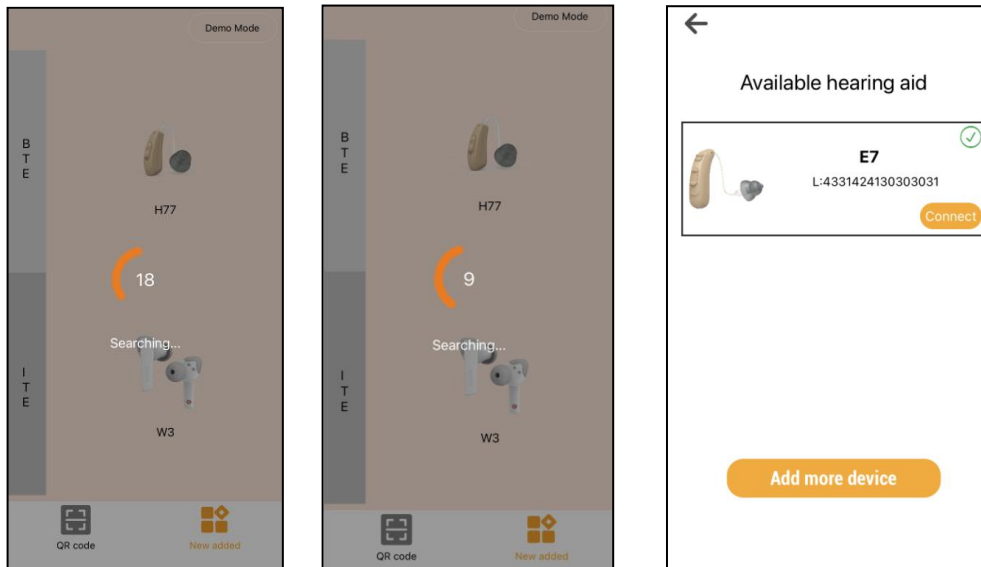 Demo Mode
B
T
E
H77
18
Searching...
I
T
E
W3
QR code
New added
Demo Mode
B
T
E
H77
9
Searching...
I
T
E
W3
QR code
New added
Available hearing aid
E7
L:4331424130303031
Connect
Add more device